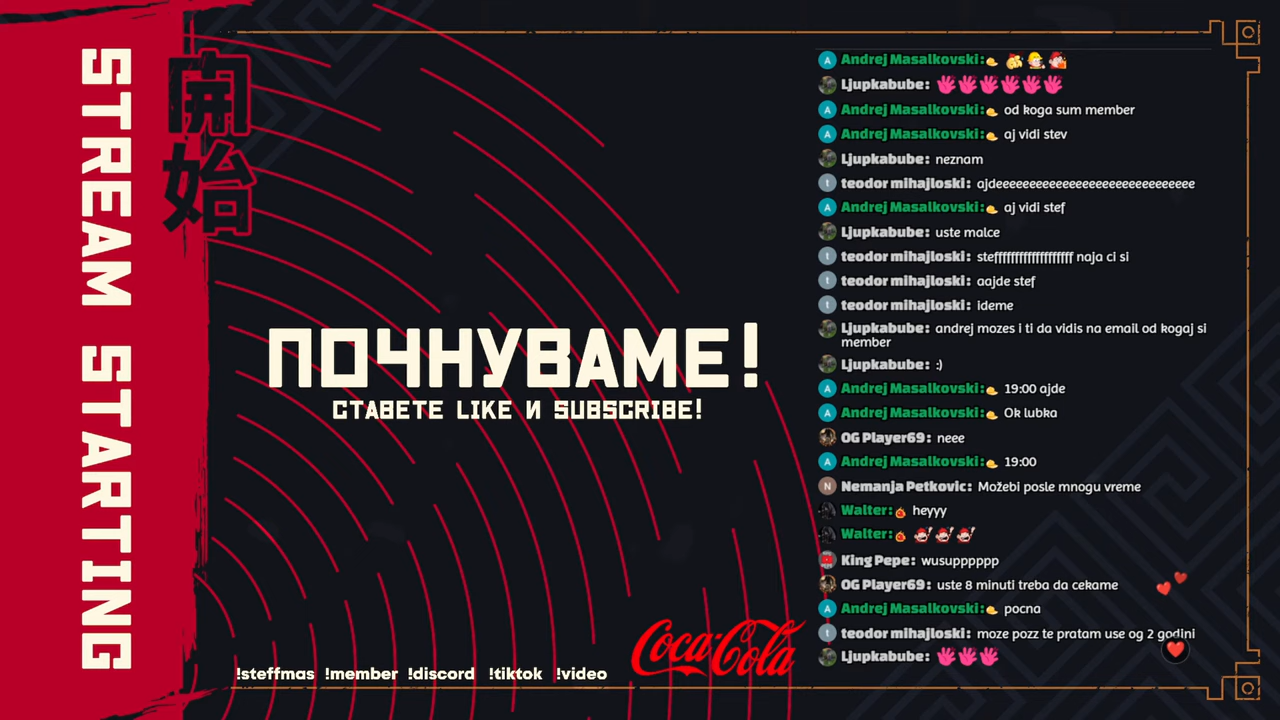 STREAM STARTING
開始
ПОЧНУВАМЕ!
СТАВЕТЕ LIKE И SUBSCRIBE!
!steffmas !member !discord !tiktok !video
Coca-Cola
A Andrej Masalkovski:
Ljupkabube:
A Andrej Masalkovski: od koga sum member
A Andrej Masalkovski: aj vidi stev
Ljupkabube: neznam
t teodor mihajloski: ajdeeeeeeeeeeeeeeeeeeeeeeeeeeeeee
A Andrej Masalkovski: aj vidi stef
Ljupkabube: uste malce
t teodor mihajloski: steffffffffffffffffffff naja ci si
t teodor mihajloski: aajde stef
t teodor mihajloski: ideme
Ljupkabube: andrej mozes i ti da vidis na email od kogaj si
member
Ljupkabube: :)
A Andrej Masalkovski: 19:00 ajde
A Andrej Masalkovski: Ok lubka
OG Player69: neee
A Andrej Masalkovski: 19:00
N Nemanja Petkovic: Možebi posle mnogu vreme
Walter: heyyy
Walter:
King Pepe: wusupppppp
OG Player69: uste 8 minuti treba da cekame
A Andrej Masalkovski: pocna
t teodor mihajloski: moze pozz te pratam use og 2 godini
Ljupkabube: